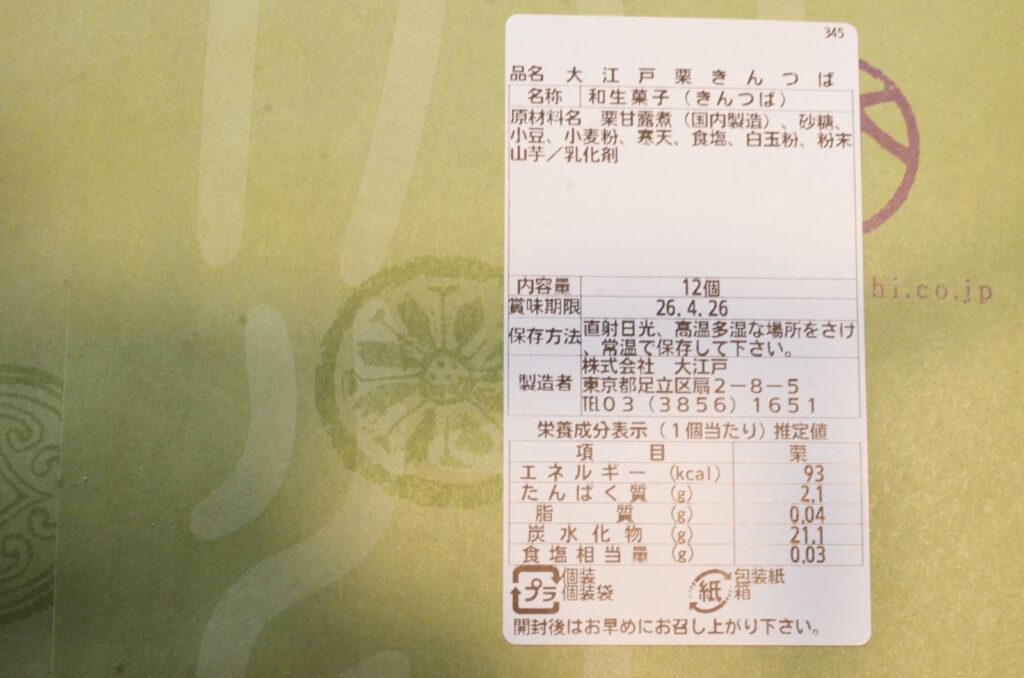 345
品名 大江戸栗きんつば
名称 和生菓子(きんつば)
原材料名 栗甘露煮(国内製造)、砂糖、
小豆、小麦粉、寒天、食塩、白玉粉、粉末
山芋/乳化剤
内容量 12個
賞味期限 26.4.26
保存方法 直射日光、高温多湿な場所をさけ
、常温で保存して下さい。
製造者 株式会社 大江戸
東京都足立区扇2-8-5
TEL03(3856)1651
栄養成分表示(1個当たり)推定値
項目 栗
エネルギー (kcal) 93
たんぱく質 (g) 2.1
脂質 (g) 0.04
炭水化物 (g) 21.1
食塩相当量 (g) 0.03
プラ 個装
個装袋
紙 包装紙
箱
開封後はお早めにお召し上がり下さい。
hi.co.jp